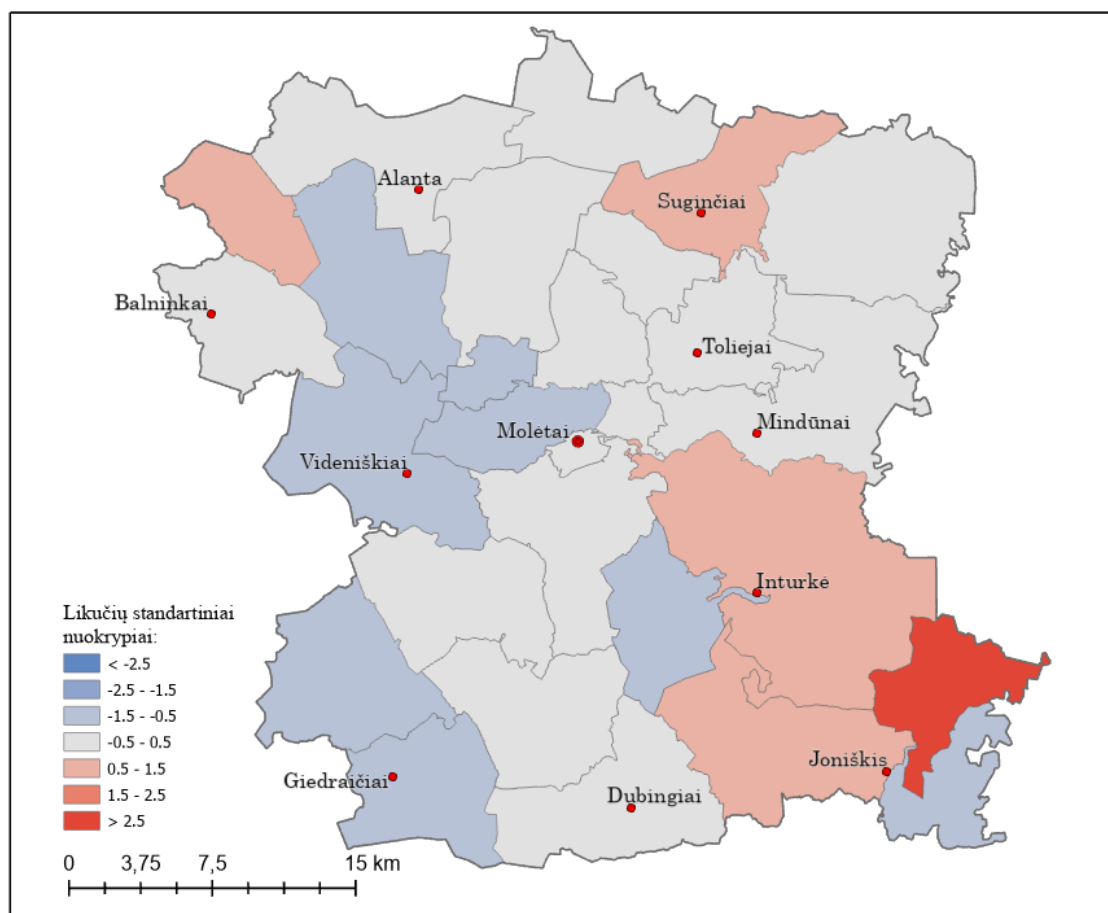 Alanta
Suginčiai
Balninkai
Toliejai
Mindūnai
Molėtai
Videniškiai
Inturkė
Joniškis
Giedraičiai
Dubingiai
Likučių standartiniai
nuokrypiai:
< -2.5
-2.5 - -1.5
-1.5 - -0.5
-0.5 - 0.5
0.5 - 1.5
1.5 - 2.5
> 2.5
0 3,75 7,5 15 km